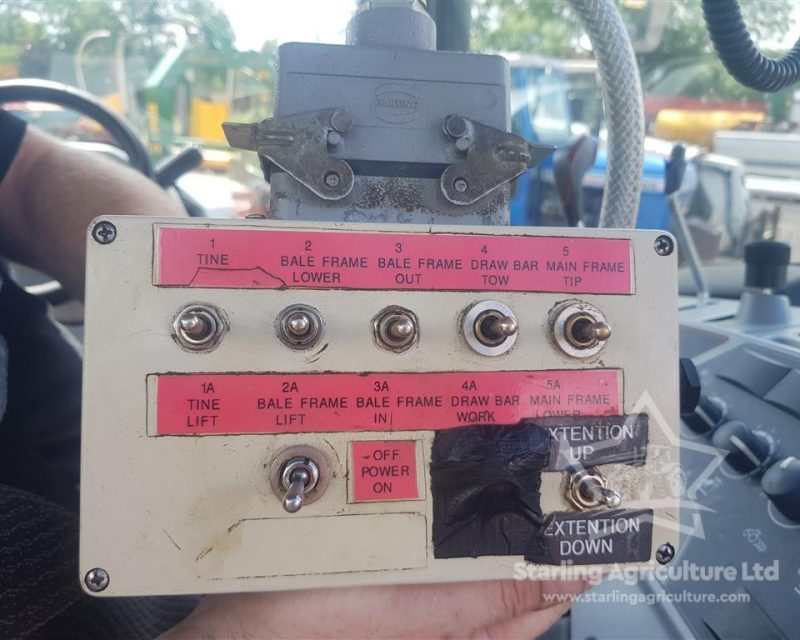 HARTING
1 2 3 4 5
TINE BALE FRAME BALE FRAME DRAW BAR MAIN FRAME
LOWER OUT TOW TIP
1A 2A 3A 4A 5A
TINE BALE FRAME BALE FRAME DRAW BAR MAIN FRAME
LIFT LIFT IN WORK LOWER
OFF
POWER
ON
EXTENTION
UP
EXTENTION
DOWN
Starling Agriculture Ltd
www.starlingagriculture.com